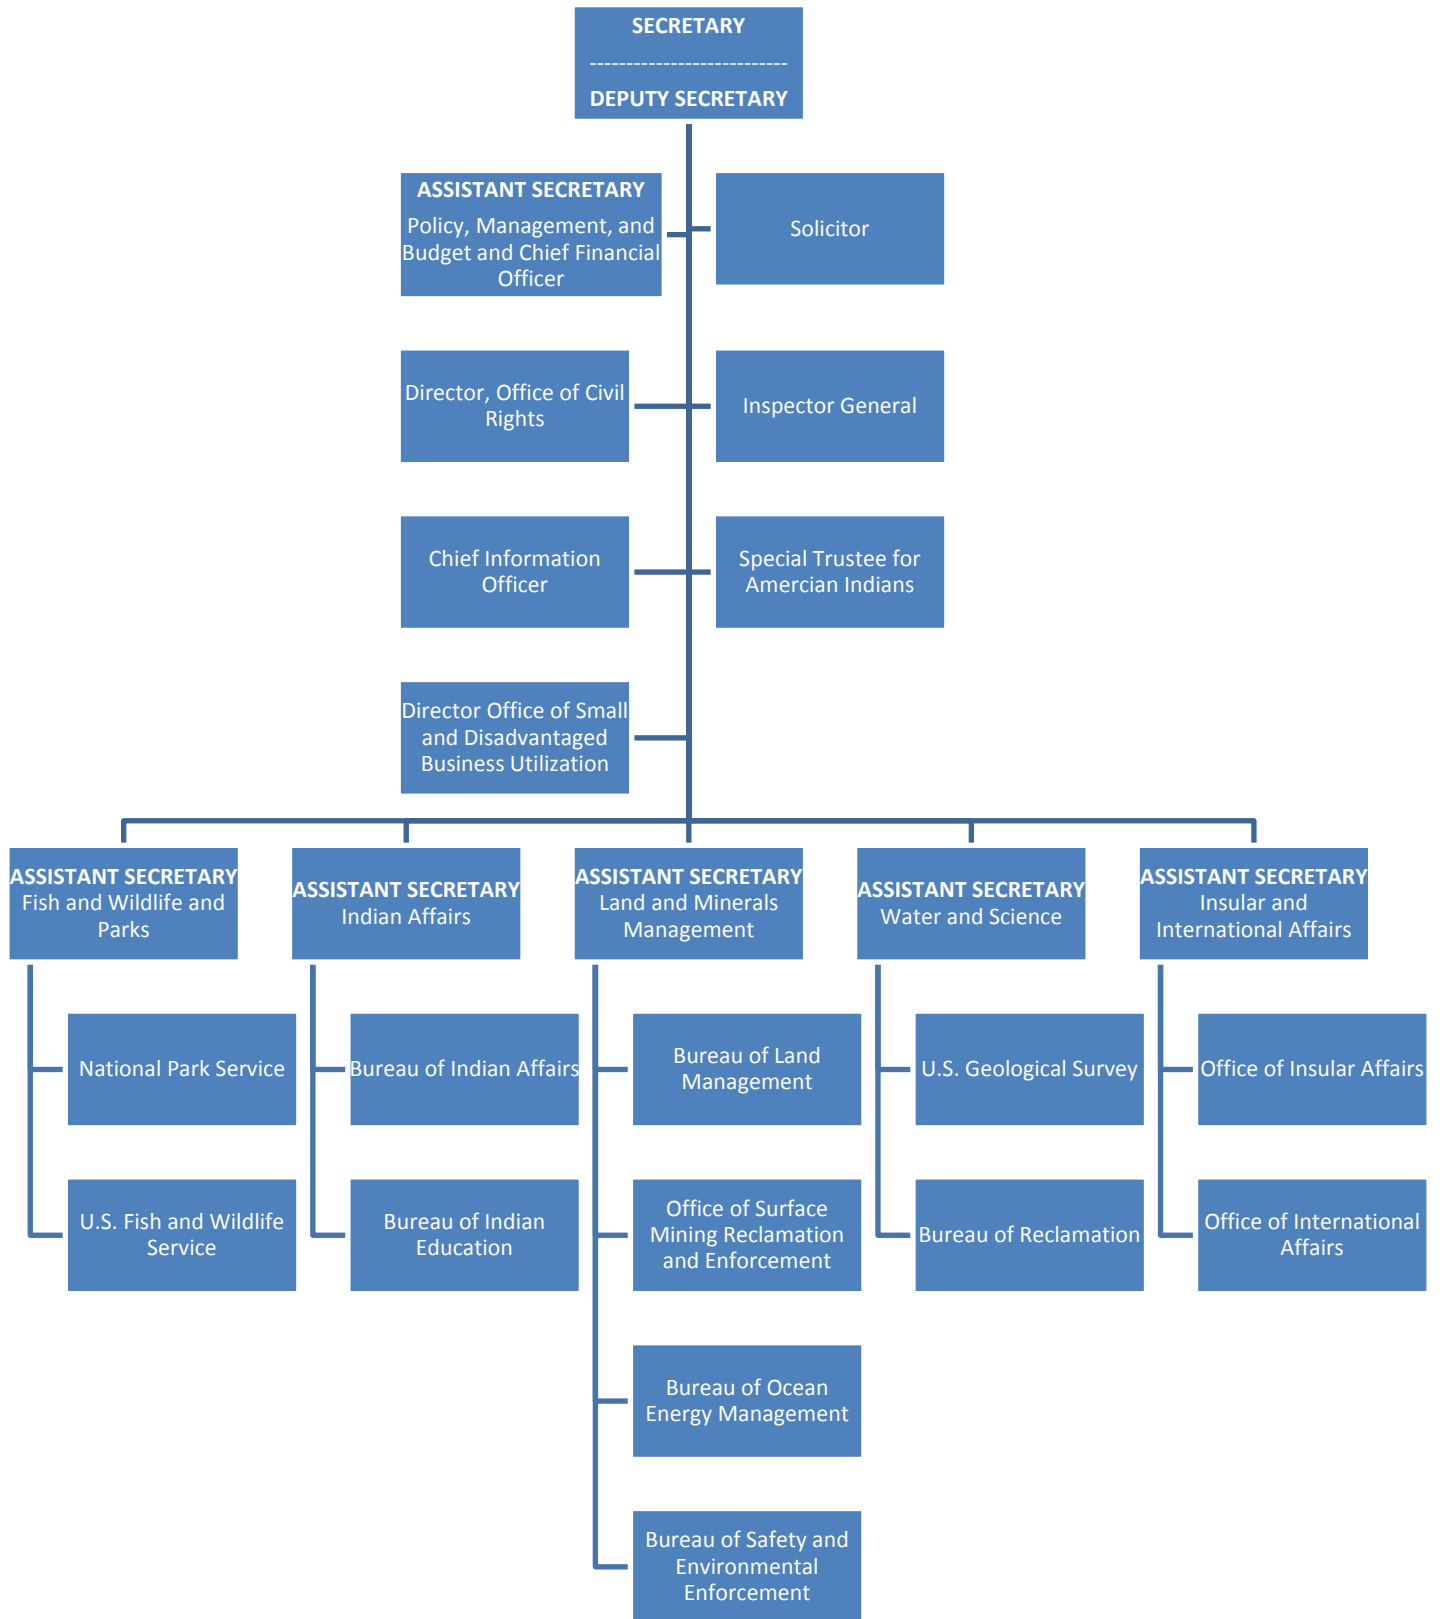 SECRETARY
---------------------------
DEPUTY SECRETARY
ASSISTANT SECRETARY
Policy, Management, and
Budget and Chief Financial
Officer
Solicitor
Director, Office of Civil
Rights
Inspector General
Chief Information
Officer
Special Trustee for
Amercian Indians
Director Office of Small
and Disadvantaged
Business Utilization
ASSISTANT SECRETARY
Fish and Wildlife and
Parks
ASSISTANT SECRETARY
Indian Affairs
ASSISTANT SECRETARY
Land and Minerals
Management
ASSISTANT SECRETARY
Water and Science
ASSISTANT SECRETARY
Insular and
International Affairs
National Park Service
Bureau of Indian Affairs
Bureau of Land
Management
U.S. Geological Survey
Office of Insular Affairs
U.S. Fish and Wildlife
Service
Bureau of Indian
Education
Office of Surface
Mining Reclamation
and Enforcement
Bureau of Reclamation
Office of International
Affairs
Bureau of Ocean
Energy Management
Bureau of Safety and
Environmental
Enforcement